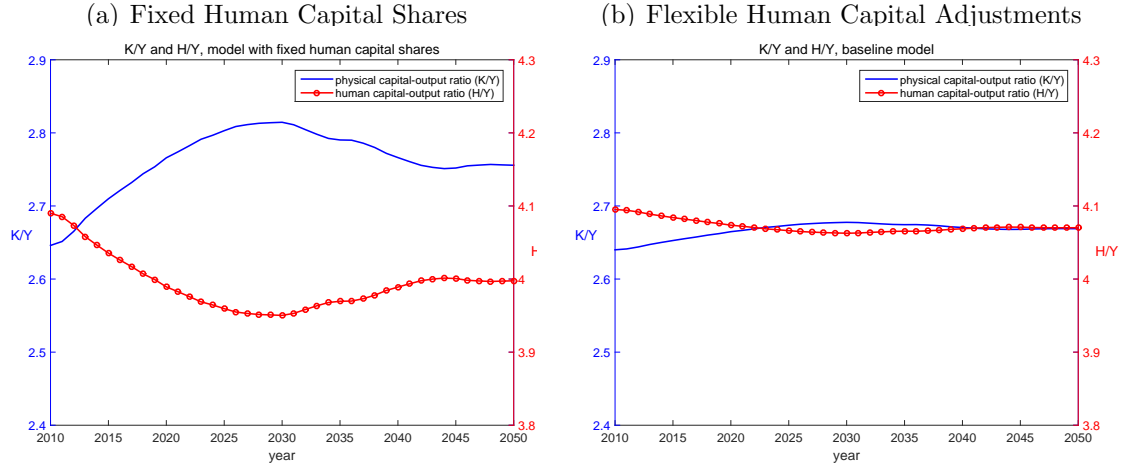 (a) Fixed Human Capital Shares
K/Y and H/Y, model with fixed human capital shares
physical capital-output ratio (K/Y)
human capital-output ratio (H/Y)
2.9
2.8
2.7
K/Y
2.6
2.5
2.4
4.3
4.2
4.1
H
4
3.9
3.8
2010 2015 2020 2025 2030 2035 2040 2045 2050
year
(b) Flexible Human Capital Adjustments
K/Y and H/Y, baseline model
physical capital-output ratio (K/Y)
human capital-output ratio (H/Y)
2.9
2.8
2.7
K/Y
2.6
2.5
2.4
4.3
4.2
4.1
H/Y
4
3.9
3.8
2010 2015 2020 2025 2030 2035 2040 2045 2050
year